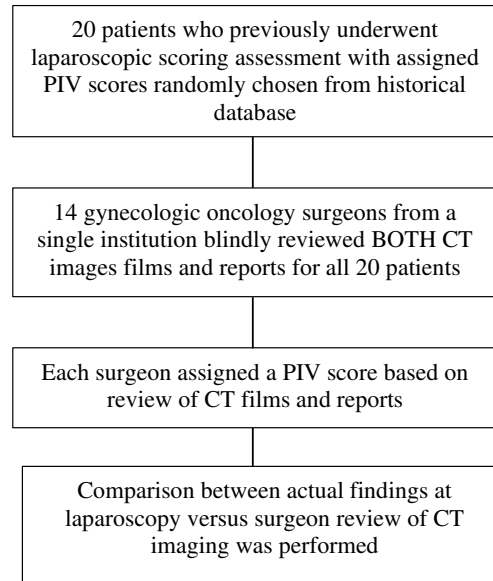 20 patients who previously underwent
laparoscopic scoring assessment with assigned
PIV scores randomly chosen from historical
database
14 gynecologic oncology surgeons from a
single institution blindly reviewed BOTH CT
images films and reports for all 20 patients
Each surgeon assigned a PIV score based on
review of CT films and reports
Comparison between actual findings at
laparoscopy versus surgeon review of CT
imaging was performed